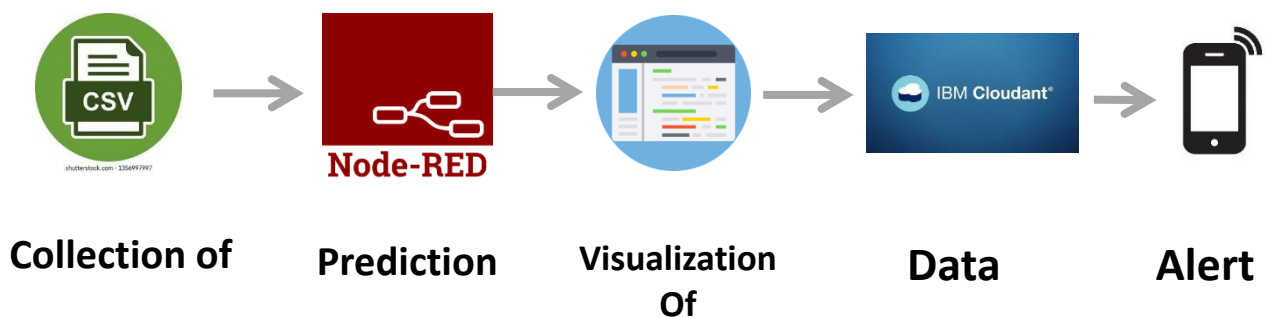 CSV
shutterstock.com · 1356997997
Node-RED
IBM Cloudant®
Collection of
Prediction
Visualization
Of
Data
Alert